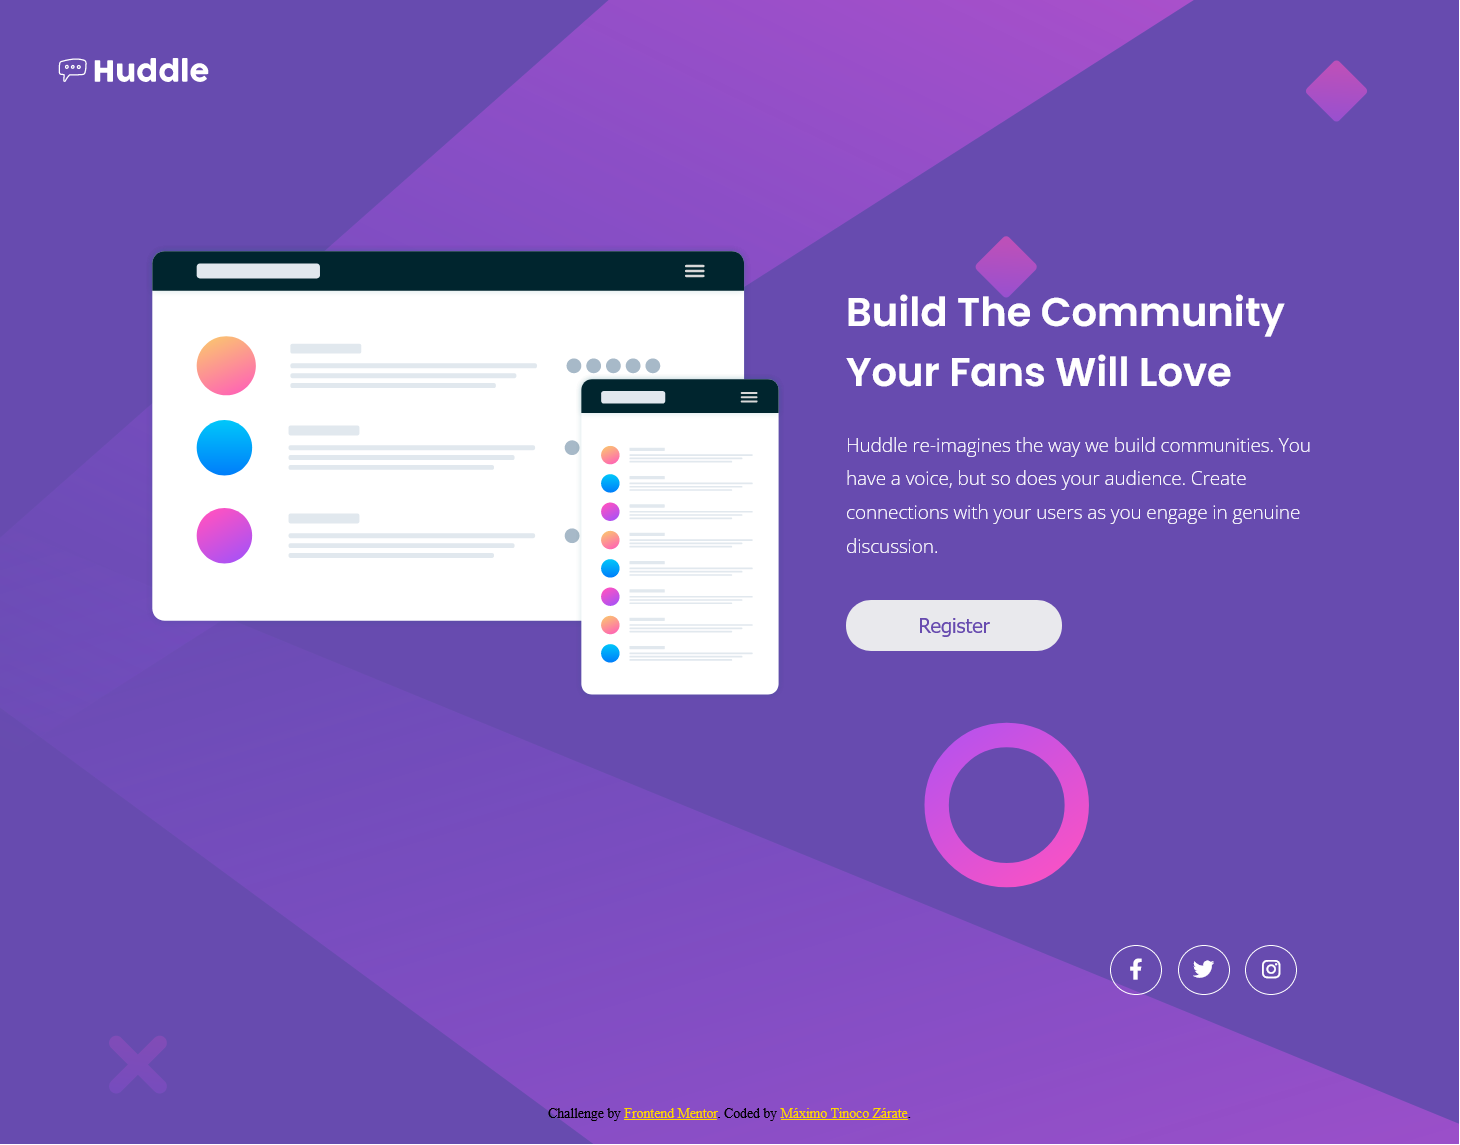 Huddle
Build The Community
Your Fans Will Love
Huddle re-imagines the way we build communities. You
have a voice, but so does your audience. Create
connections with your users as you engage in genuine
discussion.
Register
Challenge by Frontend Mentor. Coded by Máximo Tinoco Zárate.